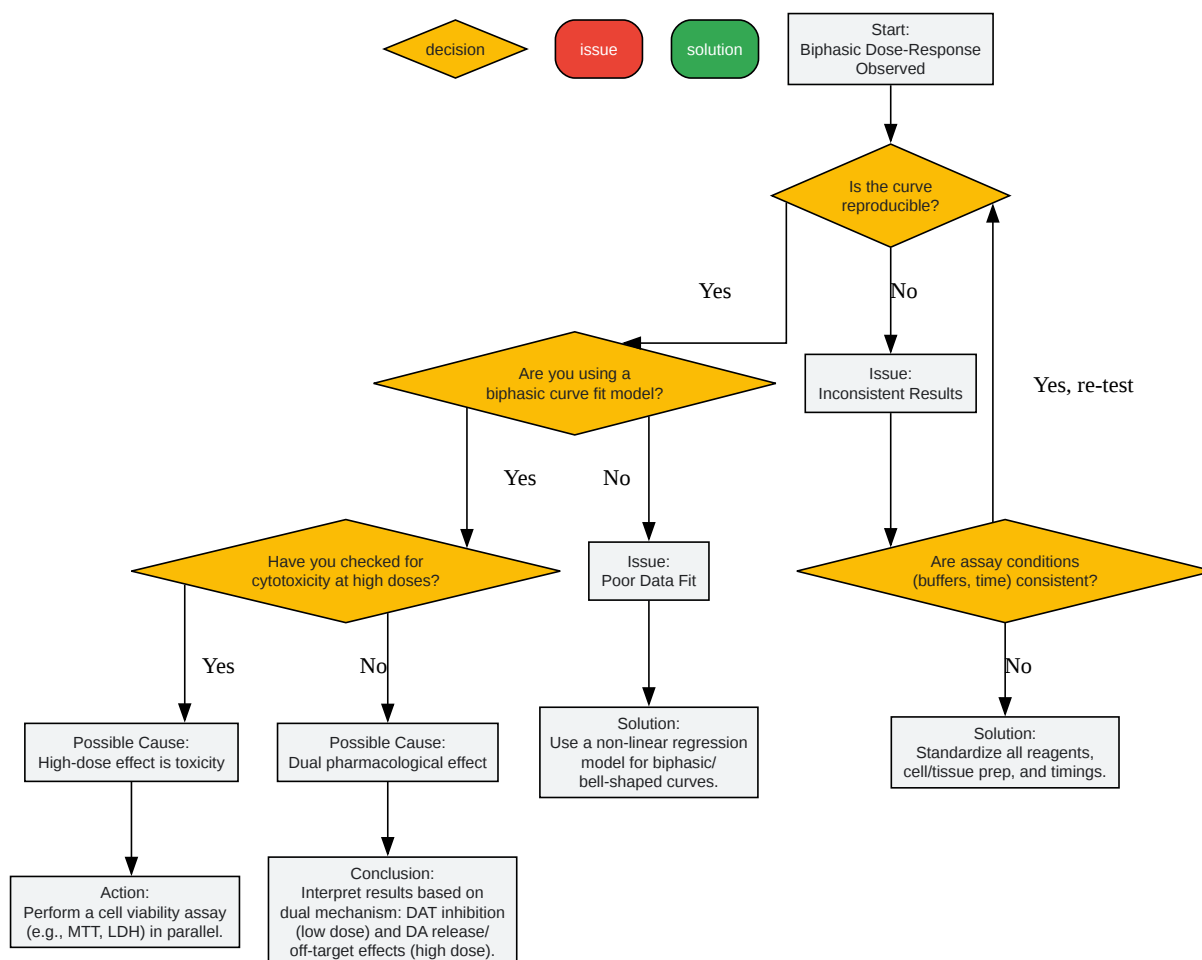 decision
issue
solution
Start:
Biphasic Dose-Response
Observed
Is the curve
reproducible?
Yes
No
Are you using a
biphasic curve fit model?
Issue:
Inconsistent Results
Yes, re-test
Yes
No
Have you checked for
cytotoxicity at high doses?
Issue:
Poor Data Fit
Are assay conditions
(buffers, time) consistent?
Yes
No
No
Possible Cause:
High-dose effect is toxicity
Possible Cause:
Dual pharmacological effect
Solution:
Use a non-linear regression
model for biphasic/
bell-shaped curves.
Solution:
Standardize all reagents,
cell/tissue prep, and timings.
Action:
Perform a cell viability assay
(e.g., MTT, LDH) in parallel.
Conclusion:
Interpret results based on
dual mechanism: DAT inhibition
(low dose) and DA release/
off-target effects (high dose).